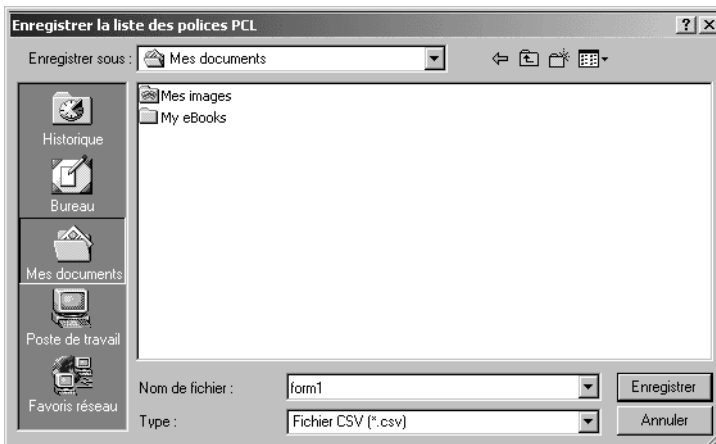 Enregistrer la liste des polices PCL
Enregistrer sous : Mes documents
Mes images
My eBooks
Historique
Bureau
Mes documents
Poste de travail
Favoris réseau
Nom de fichier : form1 Enregistrer
Type : Fichier CSV (*.csv) Annuler